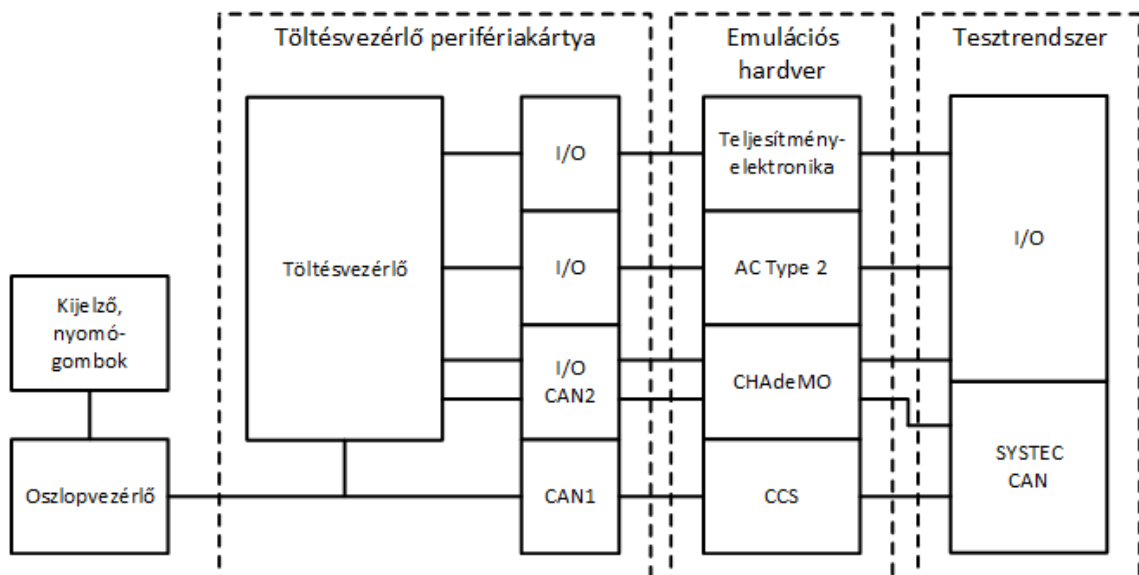 Töltésvezérlő perifériakártya
Emulációs
hardver
Tesztrendszer
I/O
Teljesítmény-
elektronika
I/O
Töltésvezérlő
I/O
AC Type 2
Kijelző,
nyomó-
gombok
I/O
CAN2
CHAdeMO
Oszlopvezérlő
CAN1
CCS
SYSTEC
CAN